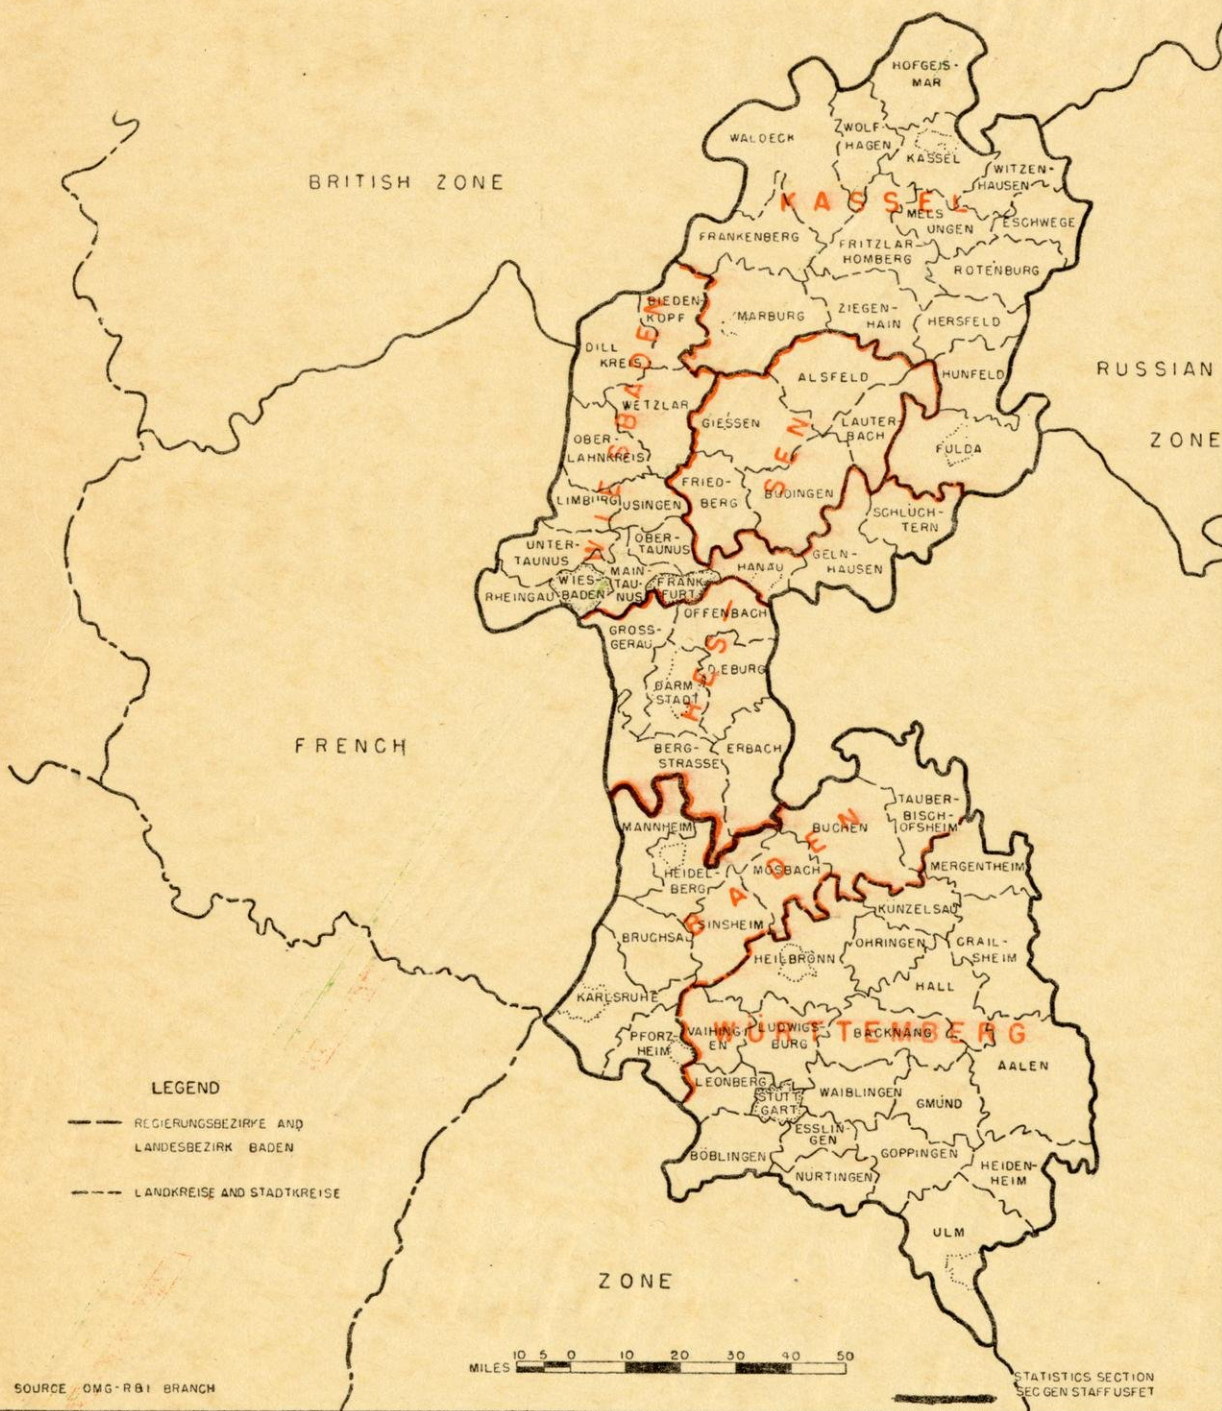 HOFGEIS-
MAR
WALDECK
ZWOLF-
HAGEN
KASSEL
WITZEN-
HAUSEN
BRITISH ZONE
KASSEL
MELS
UNGEN
ESCHWEGE
FRANKENBERG
FRITZLAR-
HOMBERG
ROTENBURG
BIEDEN-
KOPF
MARBURG
ZIEGEN-
HAIN
HERSFELD
DILL
KREIS
WIESBADEN
RUSSIAN
ZONE
ALSFELD
HUNFELD
WETZLAR
GIESSEN
LAUTER-
BACH
FULDA
OBER-
LAHNKREIS
FRIED-
BERG
BUDINGEN
LIMBURG
USINGEN
SCHLUCH-
TERN
UNTER-
TAUNUS
OBER-
TAUNUS
HANAU
GELN-
HAUSEN
RHEINGAU
WIES-
BADEN
MAIN-
TAU-
NUS
FRANK
FURT
OFFENBACH
HESSEN
GROSS-
GERAU
DIEBURG
DARM
STADT
FRENCH
BERG-
STRASSE
ERBACH
TAUBER-
BISCH-
OFSHEIM
MANNHEIM
BUCHEN
BADEN
HEIDEL-
BERG
MOSBACH
MERGENTHEIM
SINSHEIM
KUNZELSAU
BRUCHSAL
HEILBRONN
OHRINGEN
CRAIL-
SHEIM
HALL
KARLSRUHE
PFORZ-
HEIM
VAIHING
EN
LUDWIGS-
BURG
BACKNANG
WÜRTTEMBERG
AALEN
LEONBERG
STUTT
GART
WAIBLINGEN
GMUND
ESSLIN-
GEN
BÖBLINGEN
NURTINGEN
GOPPINGEN
HEIDEN-
HEIM
ULM
ZONE
LEGEND
REGIERUNGSBEZIRKE AND
LANDESBEZIRK BADEN
LANDKREISE AND STADTKREISE
10 5 0 10 20 30 40 50
MILES
SOURCE OMG-RBI BRANCH
STATISTICS SECTION
SEC GEN STAFF USFET